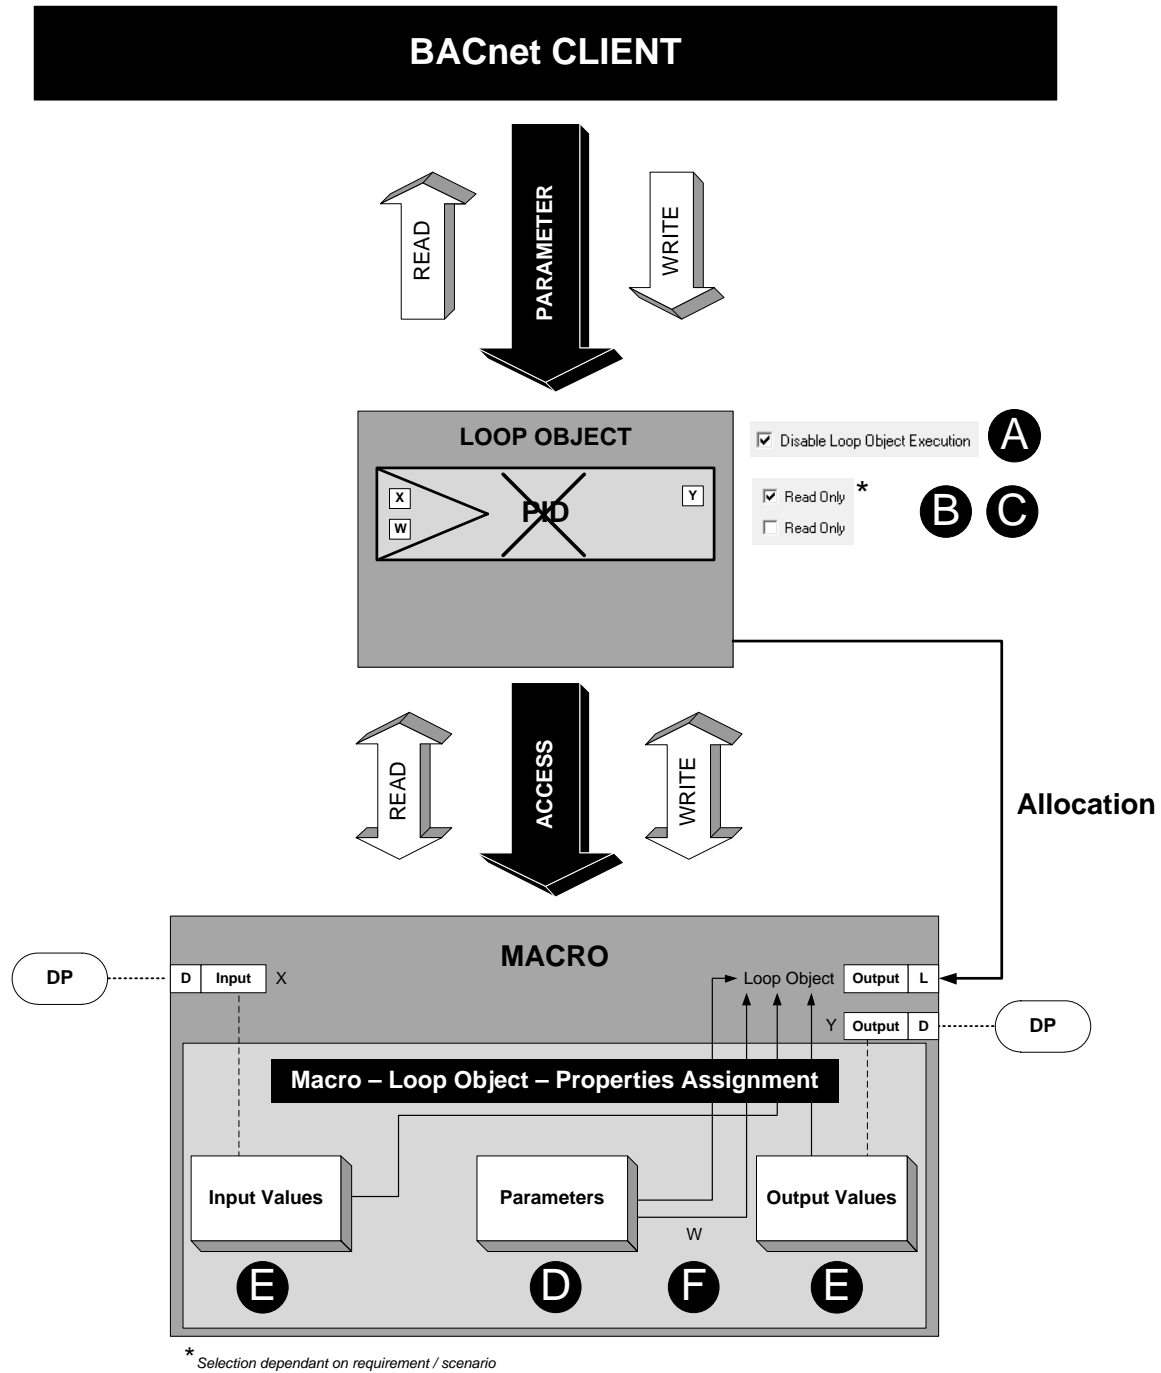 BACnet CLIENT
READ
PARAMETER
WRITE
LOOP OBJECT
X
W
PID
Y
Disable Loop Object Execution
A
Read Only *
Read Only
B C
READ
ACCESS
WRITE
Allocation
MACRO
DP
D Input X
Loop Object Output L
Y Output D
DP
Macro – Loop Object – Properties Assignment
Input Values
Parameters
Output Values
W
E
D
F
E
* Selection dependant on requirement / scenario